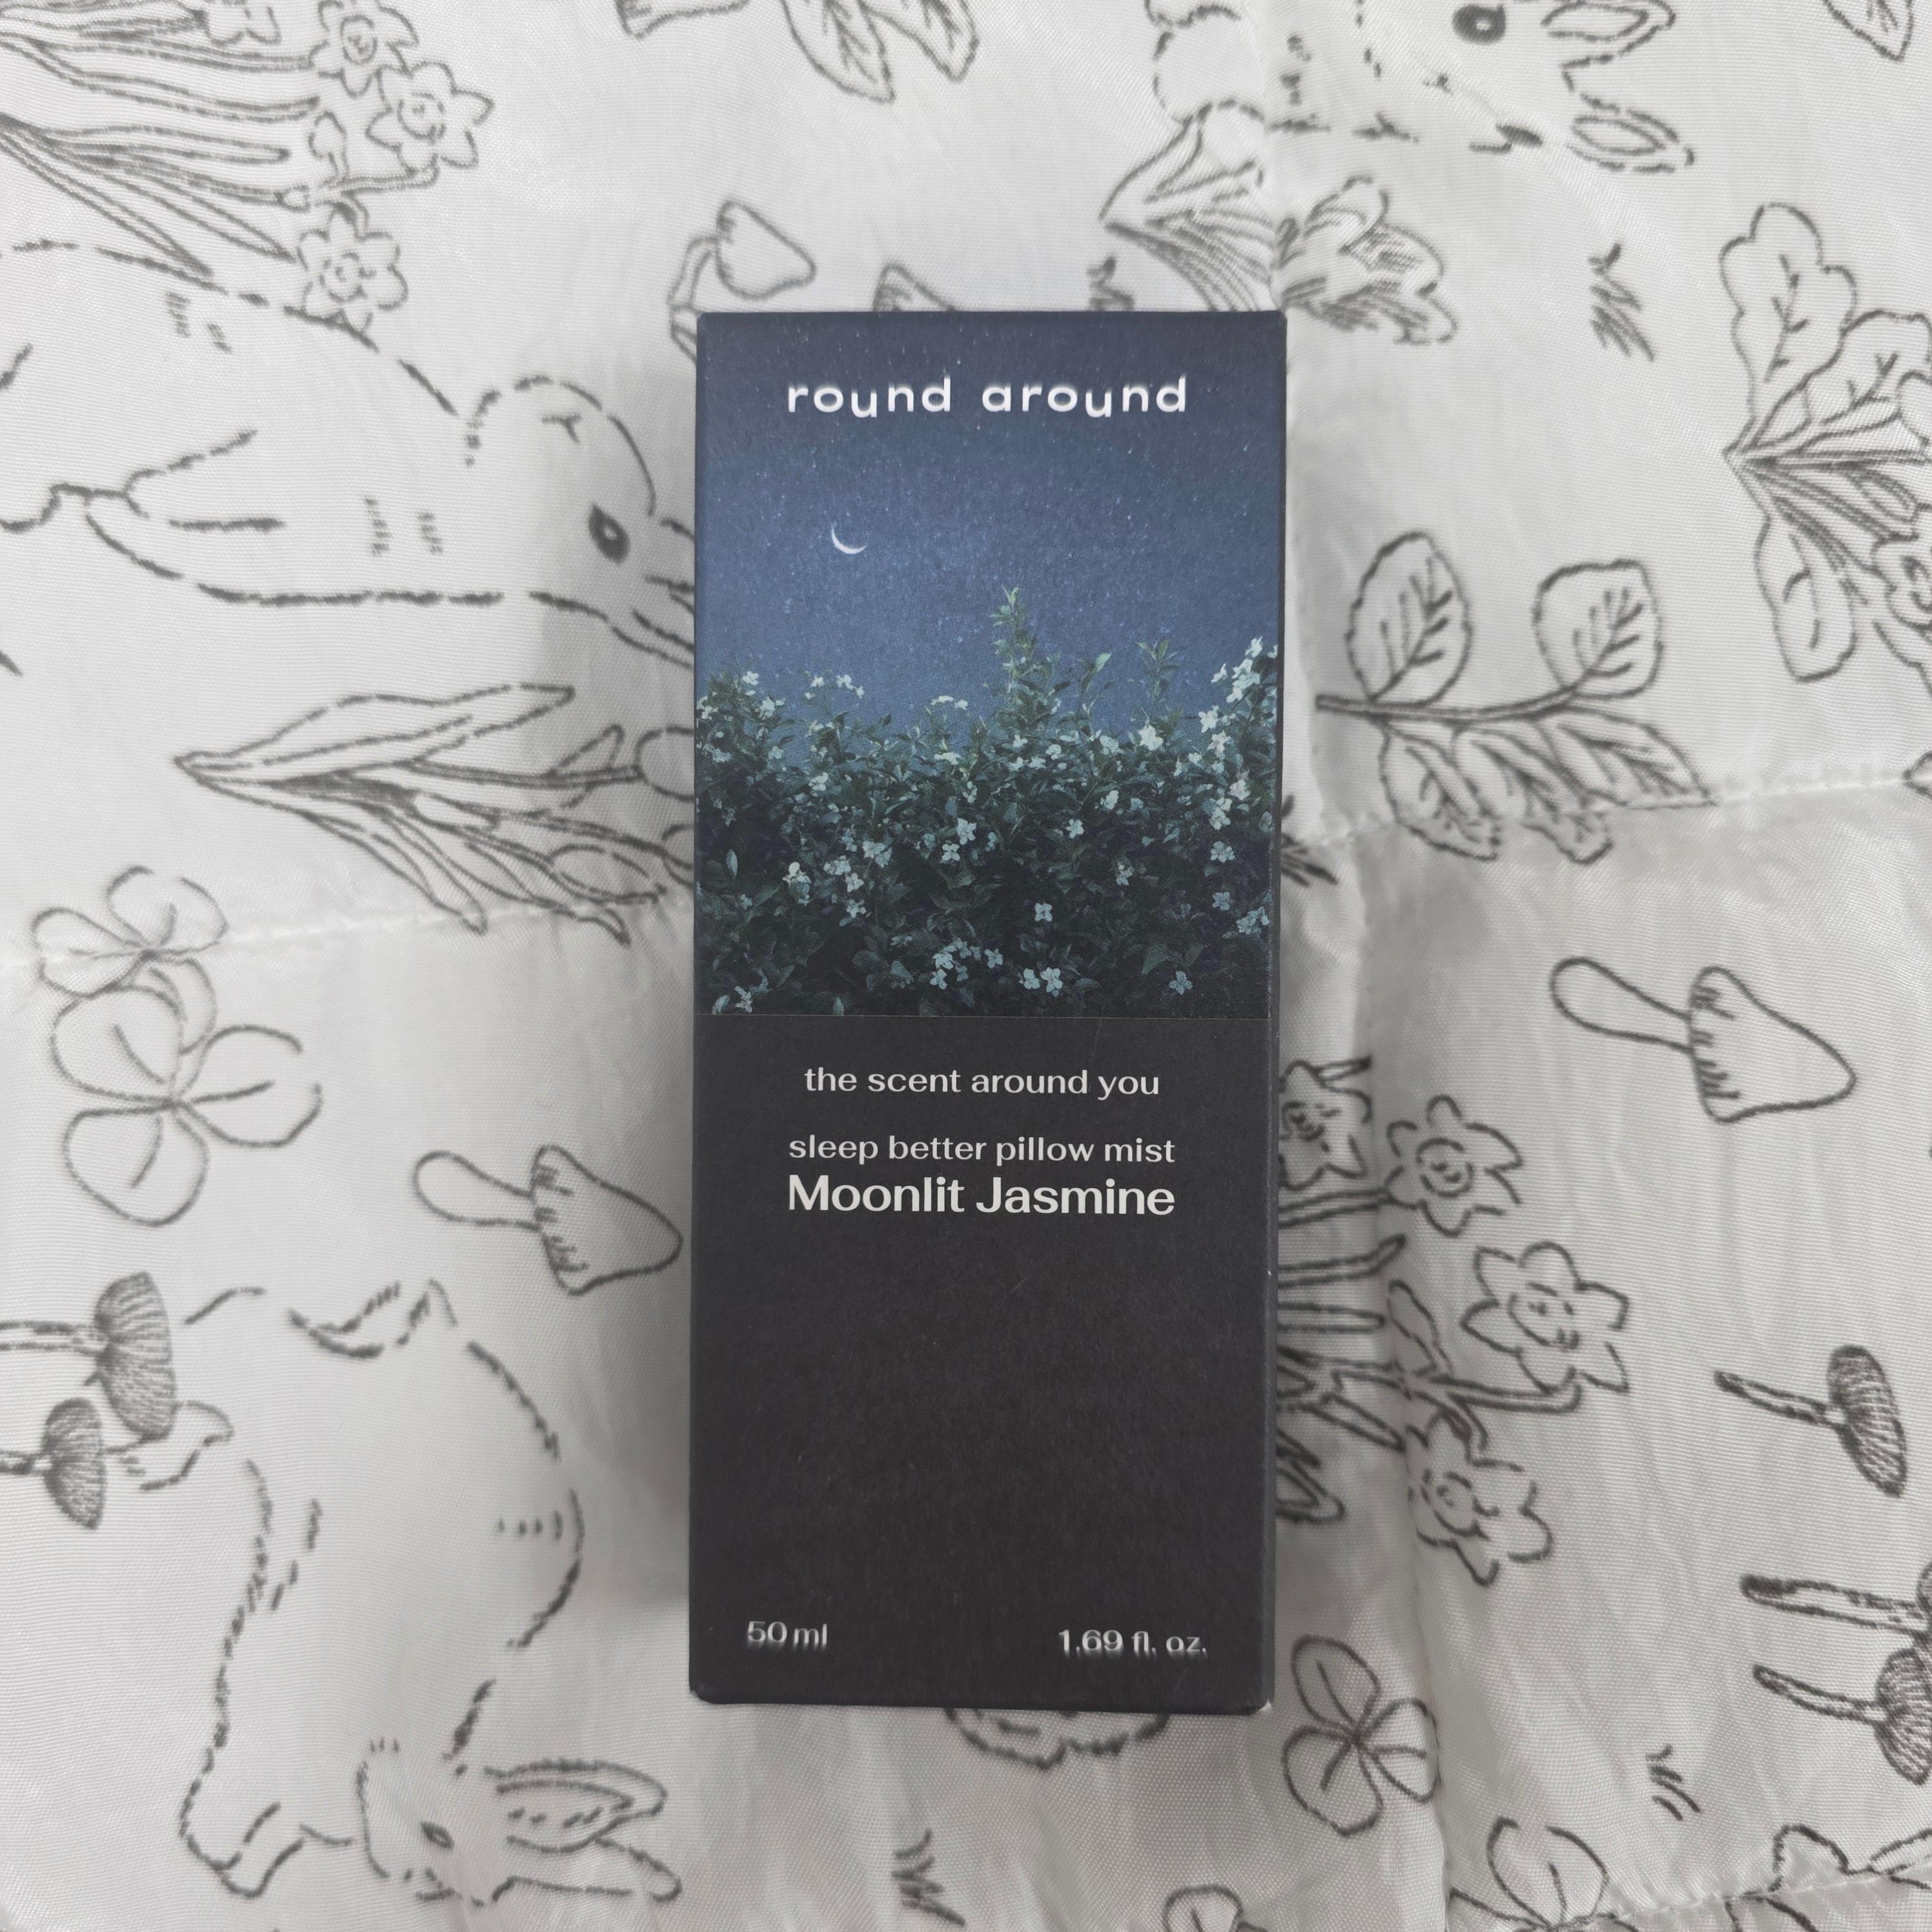 round around
the scent around you
sleep better pillow mist
Moonlit Jasmine
50 ml
1.69 fl. oz.